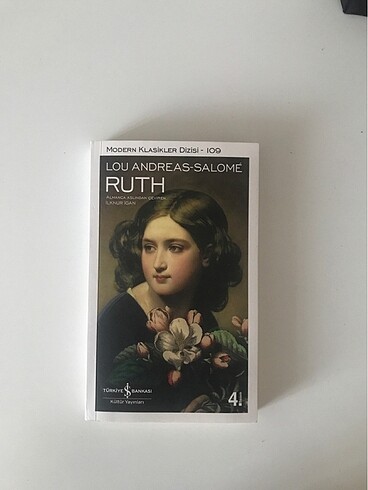 MODERN KLASİKLER DİZİSİ - 109
LOU ANDREAS-SALOMÉ
RUTH
ALMANCA ASLINDAN ÇEVİREN:
İLKNUR İGAN
TÜRKİYE İŞ BANKASI
Kültür Yayınları
4.